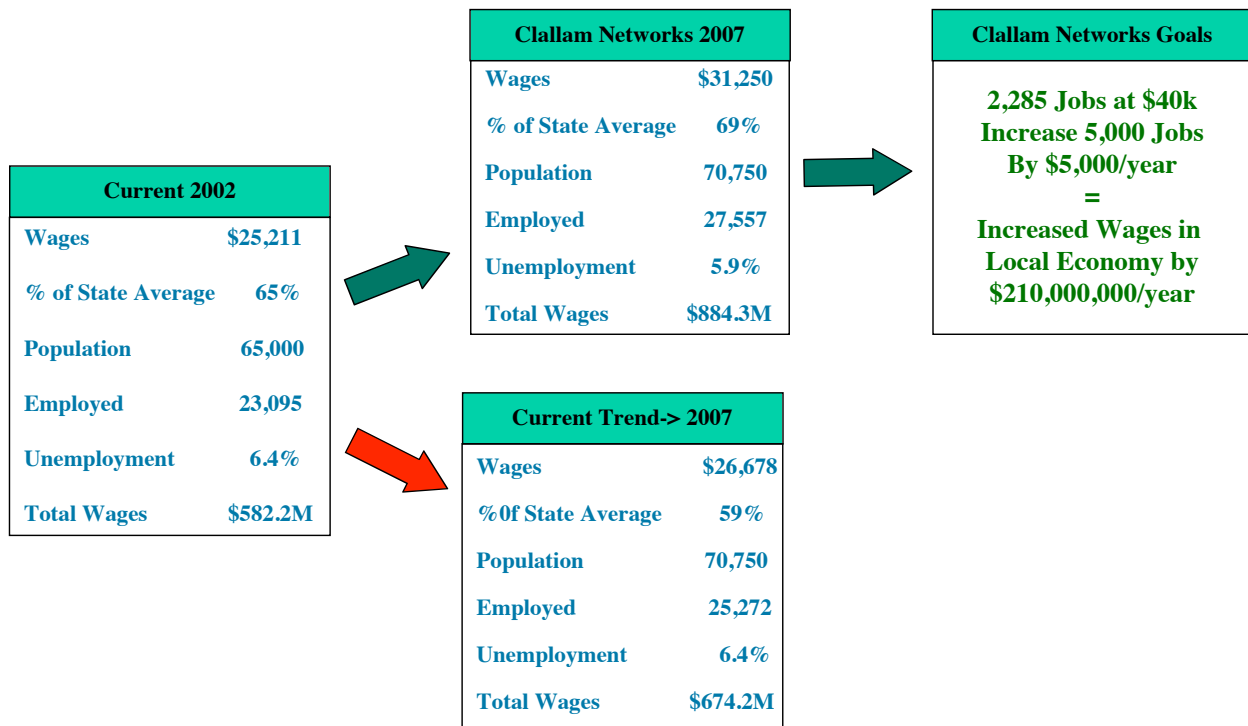 Current 2002
Wages $25,211
% of State Average 65%
Population 65,000
Employed 23,095
Unemployment 6.4%
Total Wages $582.2M
Clallam Networks 2007
Wages $31,250
% of State Average 69%
Population 70,750
Employed 27,557
Unemployment 5.9%
Total Wages $884.3M
Clallam Networks Goals
2,285 Jobs at $40k
Increase 5,000 Jobs
By $5,000/year
=
Increased Wages in
Local Economy by
$210,000,000/year
Current Trend-> 2007
Wages $26,678
%0f State Average 59%
Population 70,750
Employed 25,272
Unemployment 6.4%
Total Wages $674.2M